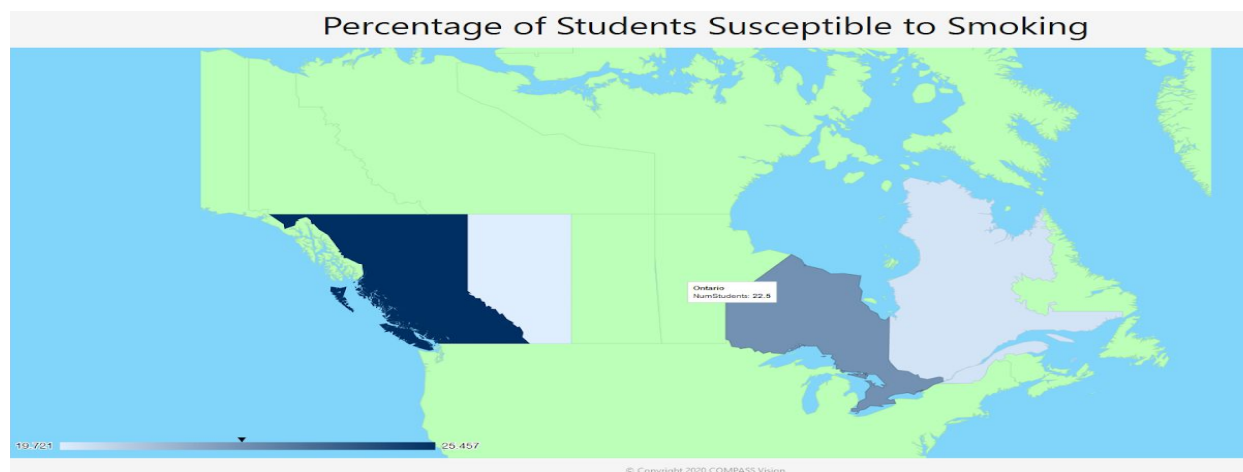 Percentage of Students Susceptible to Smoking
Ontario
NumStudents: 22.5
19.721
25.457
© Copyright 2020 COMPASS Vision